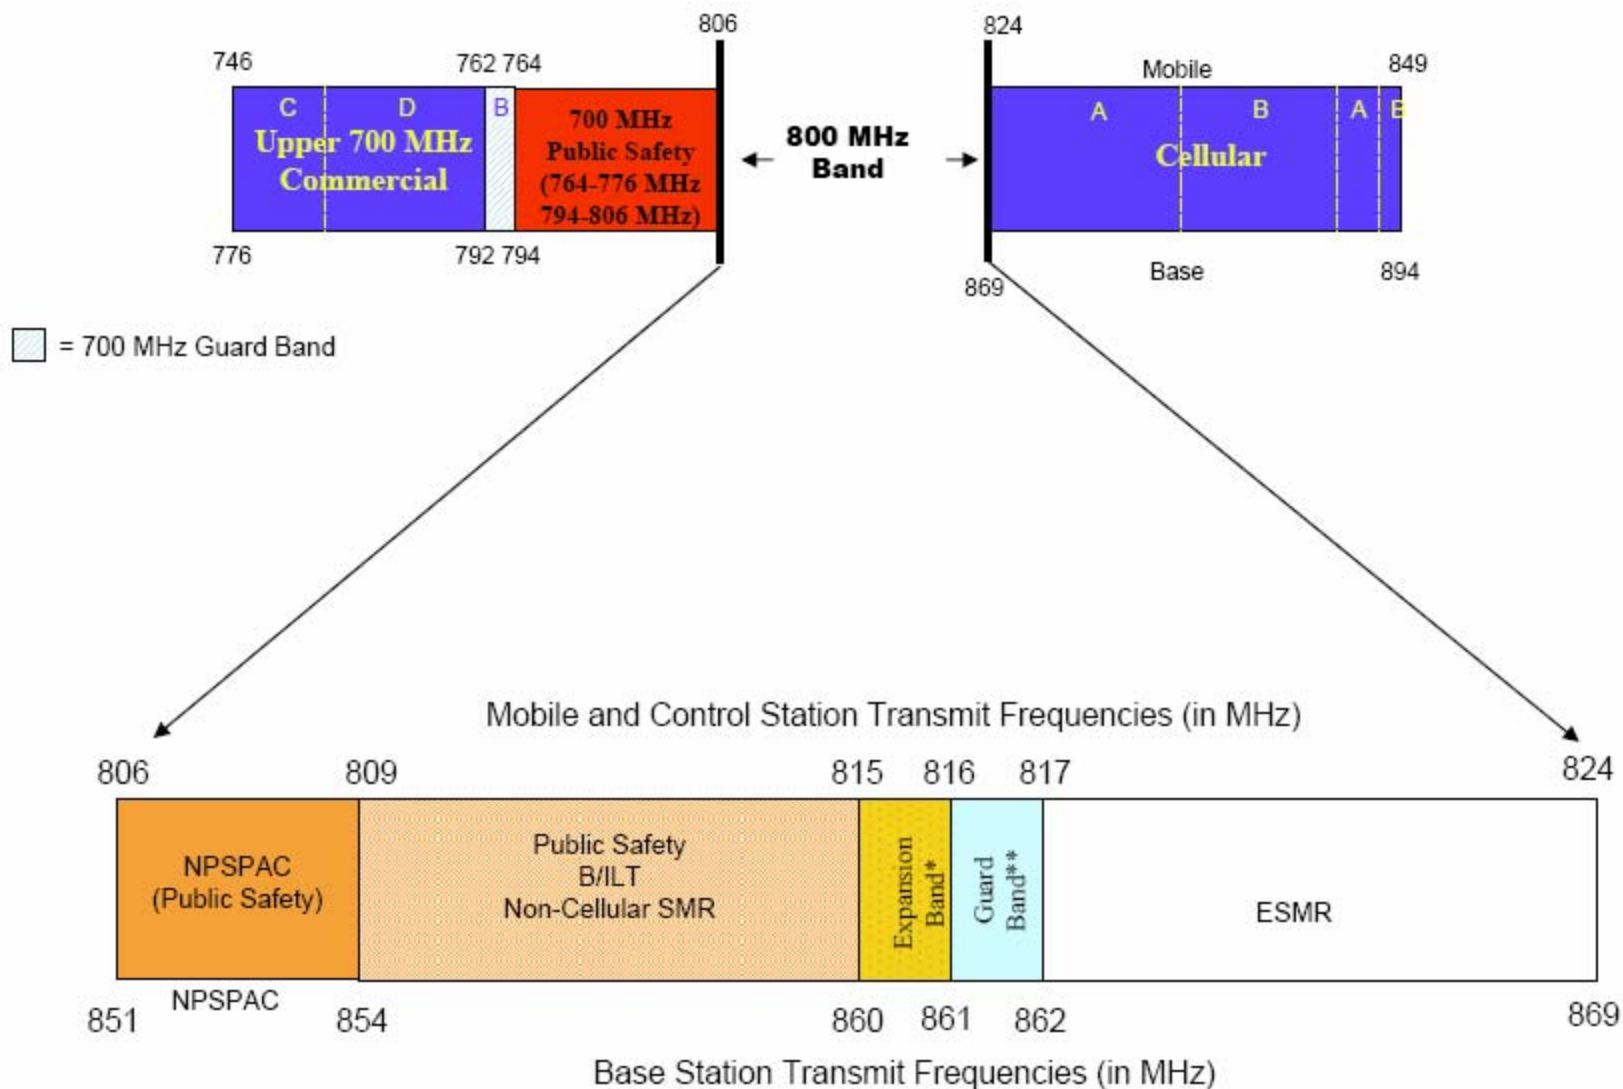 806
824
746
762 764
Mobile
849
C
D
B
A
B
A
B
Upper 700 MHz
Commercial
700 MHz
Public Safety
(764-776 MHz
794-806 MHz)
800 MHz
Band
Cellular
776
792 794
869
Base
894
= 700 MHz Guard Band
Mobile and Control Station Transmit Frequencies (in MHz)
806
809
815
816
817
824
NPSPAC
(Public Safety)
Public Safety
B/ILT
Non-Cellular SMR
Expansion
Band*
Guard
Band**
ESMR
NPSPAC
851
854
860
861
862
869
Base Station Transmit Frequencies (in MHz)